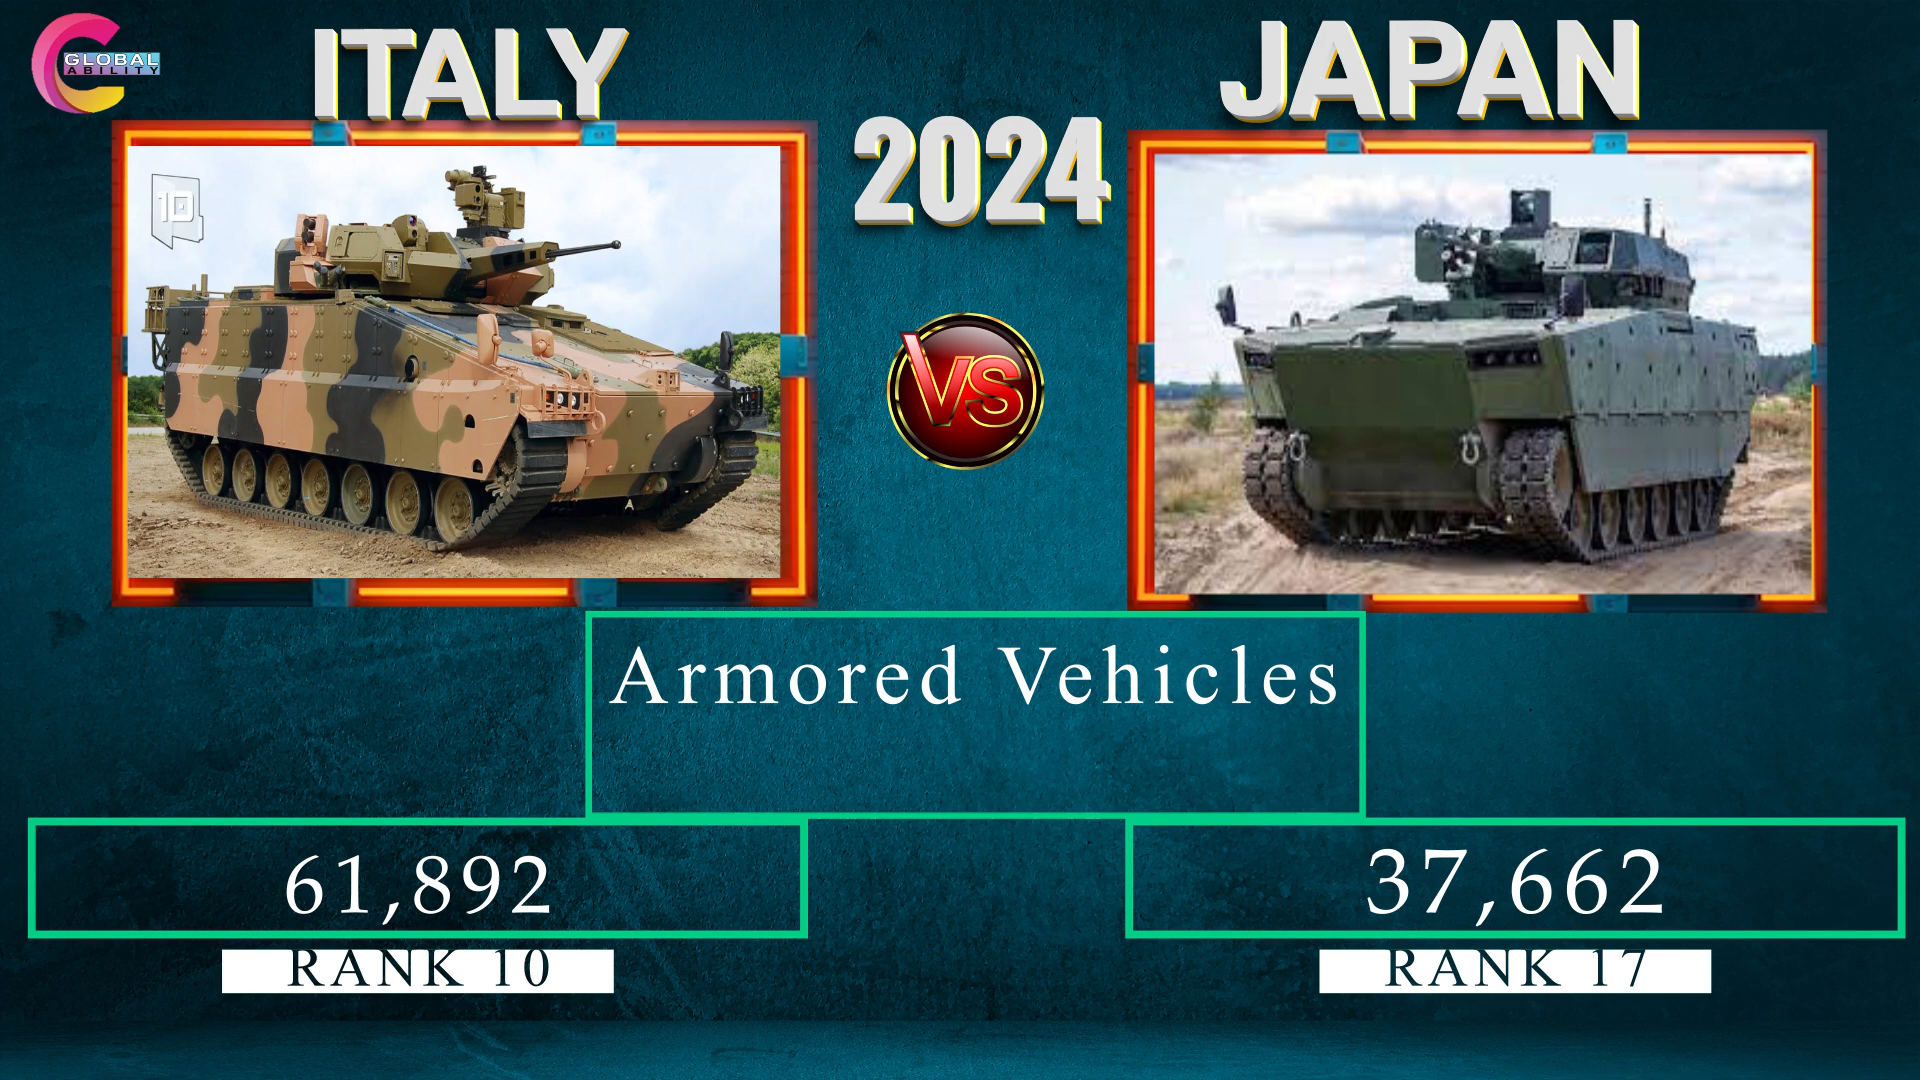 GLOBAL
ABILITY
ITALY
JAPAN
2024
10
VS
Armored Vehicles
61,892
37,662
RANK 10
RANK 17